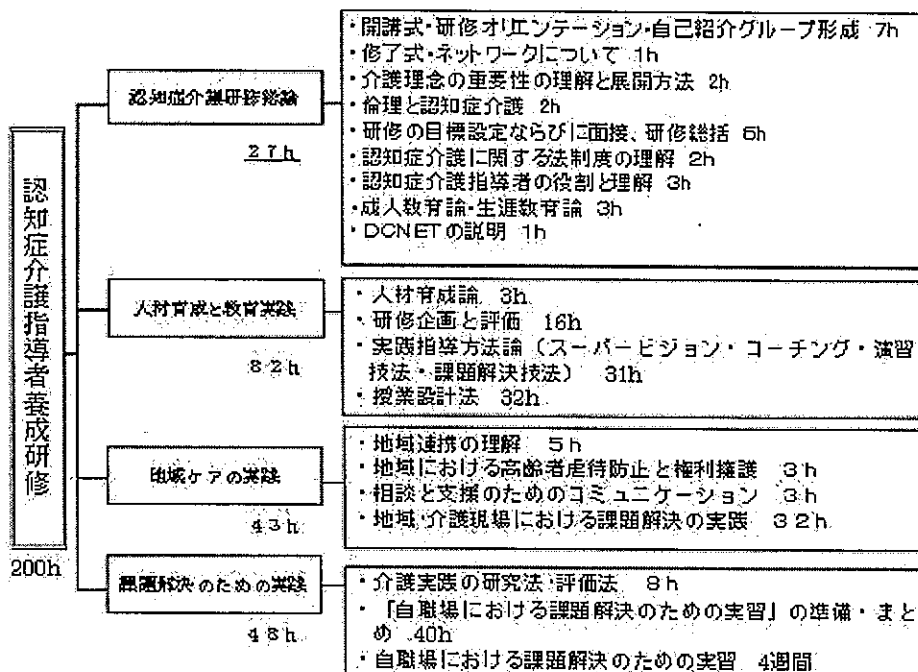 認知症介護指導者養成研修
200h
認知症介護研修総論
27h
・開講式・研修オリエンテーション・自己紹介グループ形成 7h
・修了式・ネットワークについて 1h
・介護理念の重要性の理解と展開方法 2h
・倫理と認知症介護 2h
・研修の目標設定ならびに面接、研修総括 6h
・認知症介護に関する法制度の理解 2h
・認知症介護指導者の役割と理解 3h
・成人教育論・生涯教育論 3h
・DCNETの説明 1h
人材育成と教育実践
82h
・人材育成論 3h
・研修企画と評価 16h
・実践指導方法論（スーパービジョン・コーチング・演習
技法・課題解決技法） 31h
・授業設計法 32h
地域ケアの実践
43h
・地域連携の理解 5h
・地域における高齢者虐待防止と権利擁護 3h
・相談と支援のためのコミュニケーション 3h
・地域・介護現場における課題解決の実践 32h
課題解決のための実践
48h
・介護実践の研究法・評価法 8h
・「自職場における課題解決のための実習」の準備・まと
め 40h
・自職場における課題解決のための実習 4週間